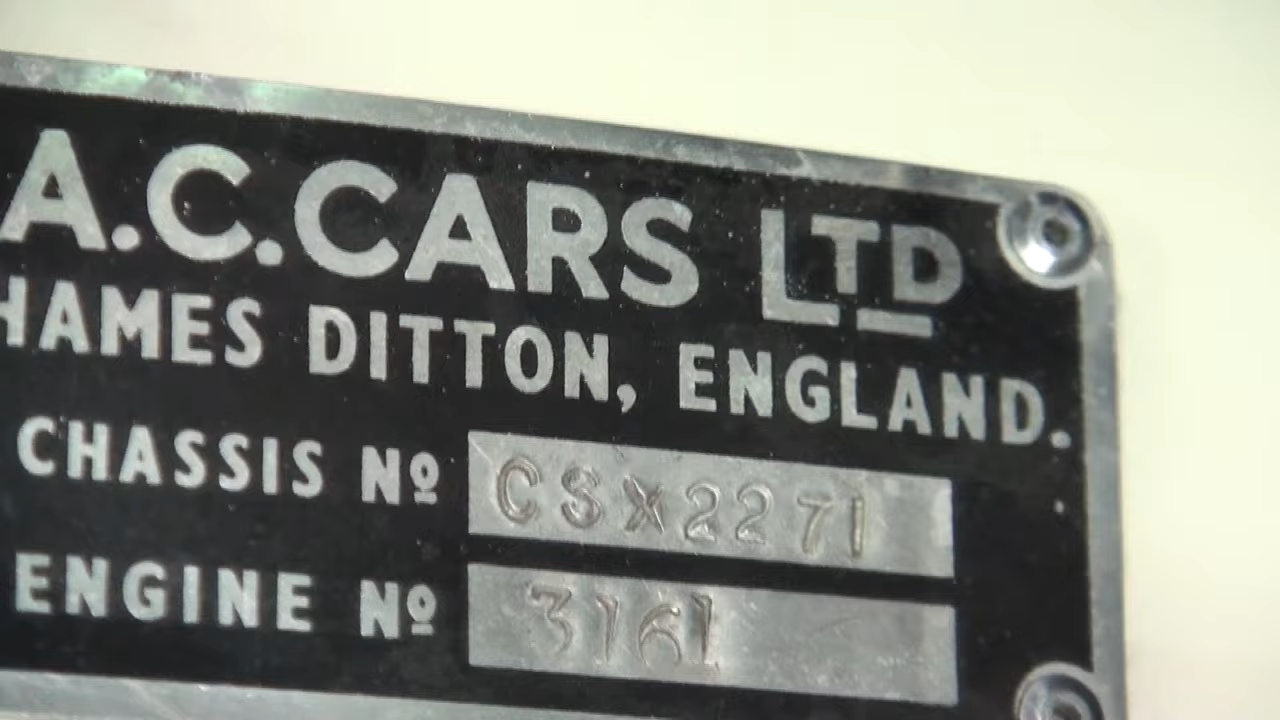 A.C.CARS LTD
HAMES DITTON, ENGLAND.
CHASSIS Nº CSX2271
ENGINE Nº 3161